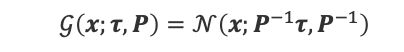 𝒢(𝒙; 𝝉, 𝑷) = 𝒩(𝒙; 𝑷⁻¹𝝉, 𝑷⁻¹)